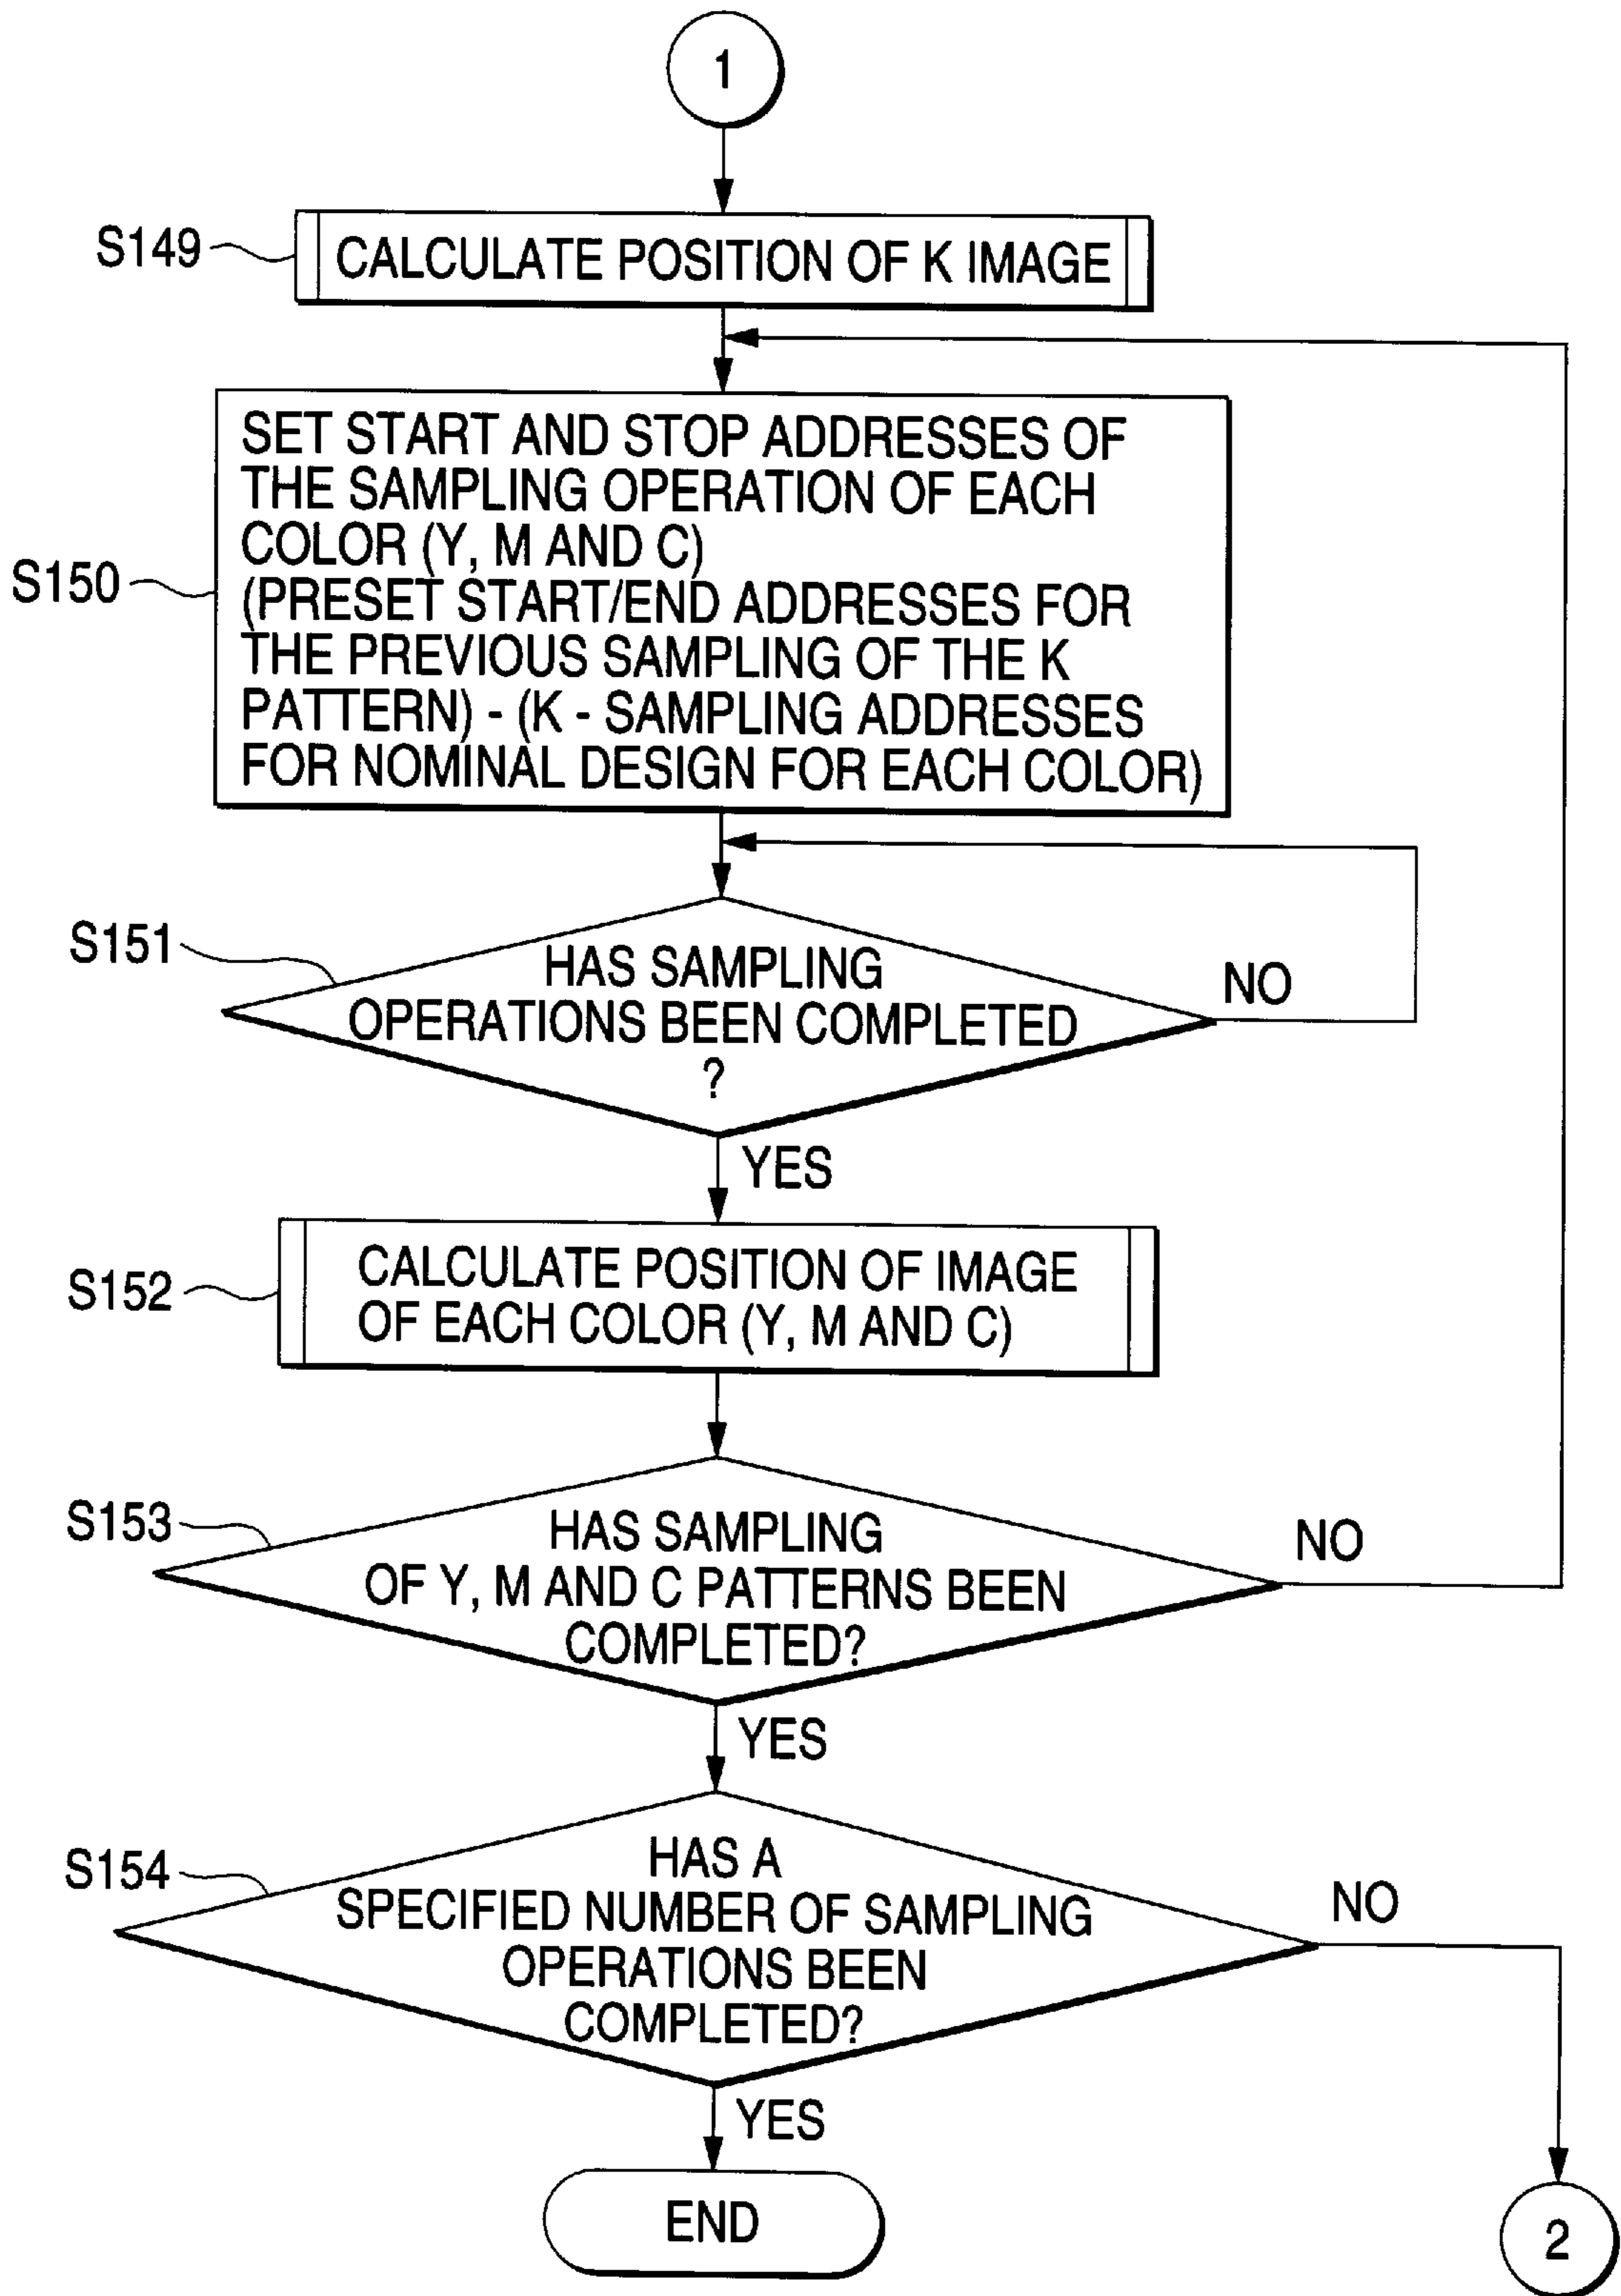 1
S149
CALCULATE POSITION OF K IMAGE
S150
SET START AND STOP ADDRESSES OF
THE SAMPLING OPERATION OF EACH
COLOR (Y, M AND C)
(PRESET START/END ADDRESSES FOR
THE PREVIOUS SAMPLING OF THE K
PATTERN) - (K - SAMPLING ADDRESSES
FOR NOMINAL DESIGN FOR EACH COLOR)
S151
HAS SAMPLING
OPERATIONS BEEN COMPLETED
?
NO
YES
S152
CALCULATE POSITION OF IMAGE
OF EACH COLOR (Y, M AND C)
S153
HAS SAMPLING
OF Y, M AND C PATTERNS BEEN
COMPLETED?
NO
YES
S154
HAS A
SPECIFIED NUMBER OF SAMPLING
OPERATIONS BEEN
COMPLETED?
NO
YES
END
2